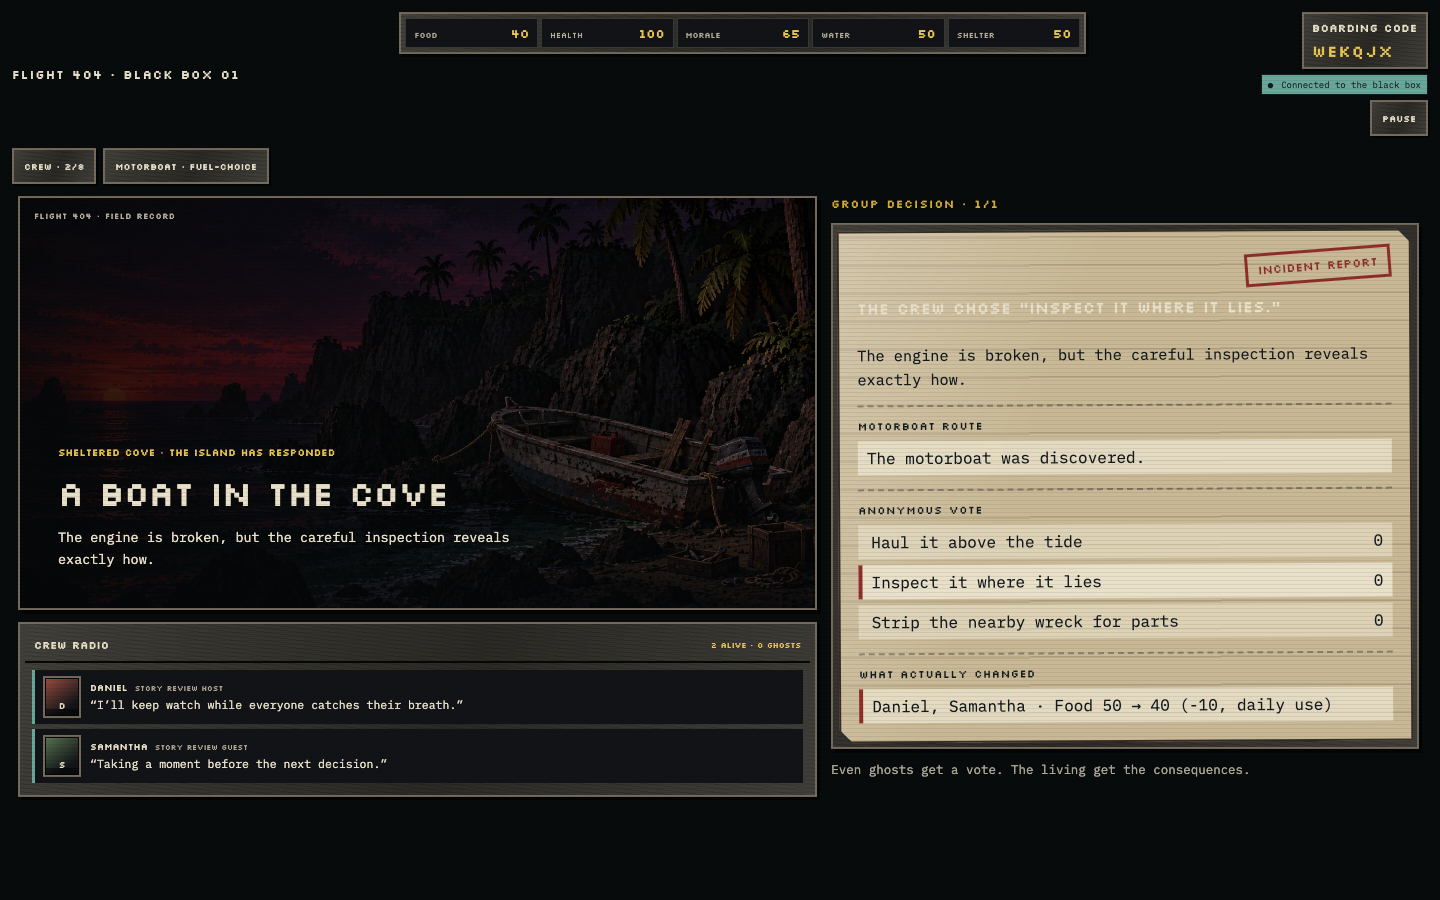 FOOD 40 HEALTH 100 MORALE 65 WATER 50 SHELTER 50
BOARDING CODE
WEKQJX
FLIGHT 404 · BLACK BOX 01
● Connected to the black box
PAUSE
CREW · 2/8
MOTORBOAT · FUEL-CHOICE
FLIGHT 404 · FIELD RECORD
SHELTERED COVE · THE ISLAND HAS RESPONDED
A BOAT IN THE COVE
The engine is broken, but the careful inspection reveals
exactly how.
CREW RADIO
2 ALIVE · 0 GHOSTS
D
DANIEL STORY REVIEW HOST
“I’ll keep watch while everyone catches their breath.”
S
SAMANTHA STORY REVIEW GUEST
“Taking a moment before the next decision.”
GROUP DECISION · 1/1
INCIDENT REPORT
THE CREW CHOSE "INSPECT IT WHERE IT LIES."
The engine is broken, but the careful inspection reveals
exactly how.
MOTORBOAT ROUTE
The motorboat was discovered.
ANONYMOUS VOTE
Haul it above the tide 0
Inspect it where it lies 0
Strip the nearby wreck for parts 0
WHAT ACTUALLY CHANGED
Daniel, Samantha · Food 50 → 40 (-10, daily use)
Even ghosts get a vote. The living get the consequences.